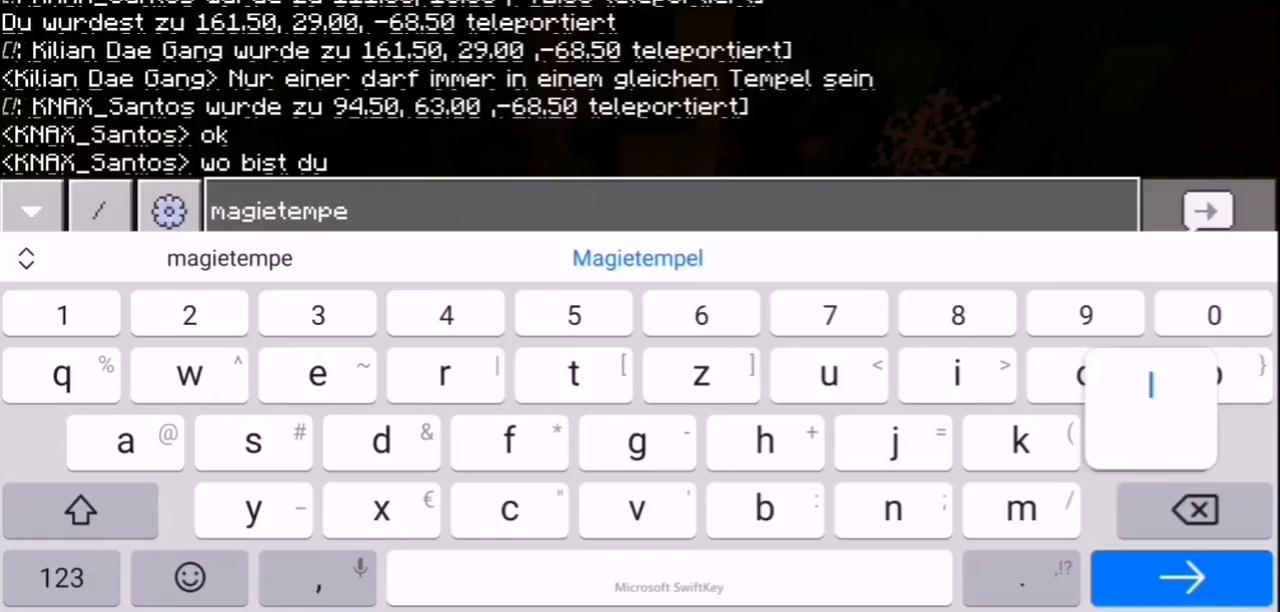 Du wurdest zu 161.50, 29.00, -68.50 teleportiert
[!: Kilian Dae Gang wurde zu 161.50, 29.00 ,-68.50 teleportiert]
<Kilian Dae Gang> Nur einer darf immer in einem gleichen Tempel sein
[!: KNAX_Santos wurde zu 94.50, 63.00 ,-68.50 teleportiert]
<KNAX_Santos> ok
<KNAX_Santos> wo bist du
/ magietempe
magietempe Magietempel
1 2 3 4 5 6 7 8 9 0
q % w ^ e ~ r | t [ z ] u < i > l }
a @ s # d & f * g - h + j = k (
y _ x € c " v ' b : n ; m /
123 , Microsoft SwiftKey . ,!?